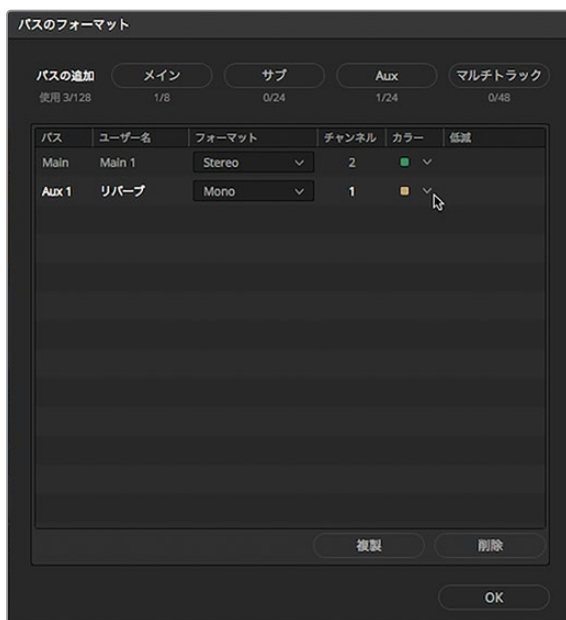 バスのフォーマット
バスの追加 メイン サブ Aux マルチトラック
使用 3/128 1/8 0/24 1/24 0/48
バス ユーザー名 フォーマット チャンネル カラー 低減
Main Main 1 Stereo 2
Aux 1 リバーブ Mono 1
複製 削除
OK